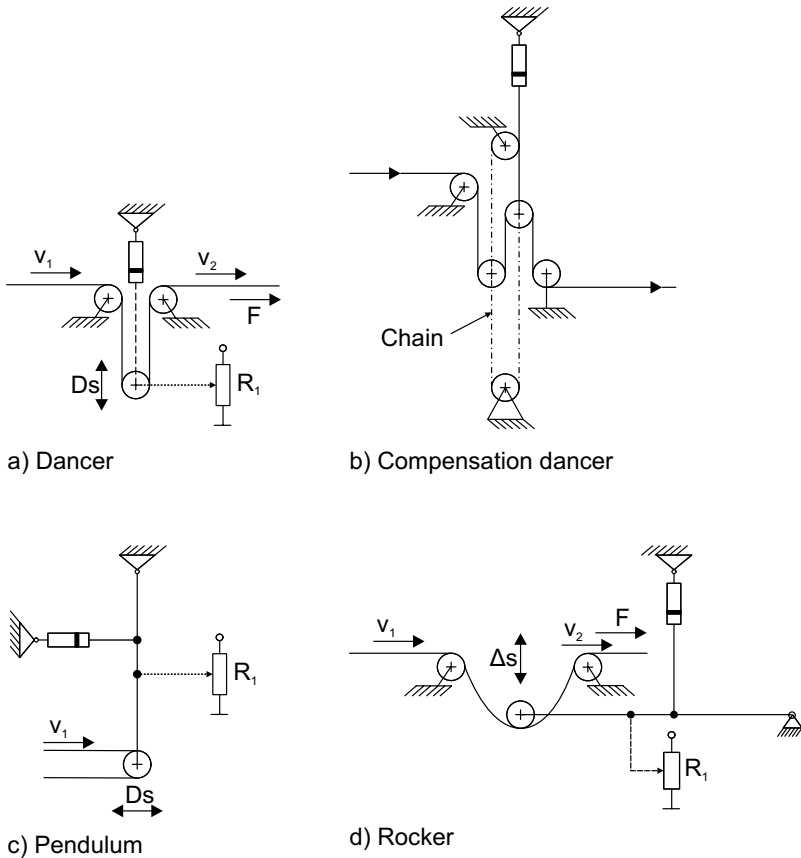 v1
v2
F
Ds
R1
a) Dancer
Chain
b) Compensation dancer
R1
v1
Ds
c) Pendulum
v1
Δs
v2
F
R1
d) Rocker